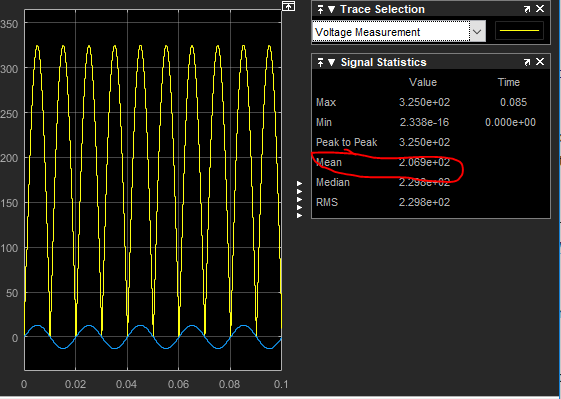 350
300
250
200
150
100
50
0
0 0.02 0.04 0.06 0.08 0.1
Trace Selection
Voltage Measurement
Signal Statistics
Value Time
Max 3.250e+02 0.085
Min 2.338e-16 0.000e+00
Peak to Peak 3.250e+02
Mean 2.069e+02
Median 2.298e+02
RMS 2.298e+02